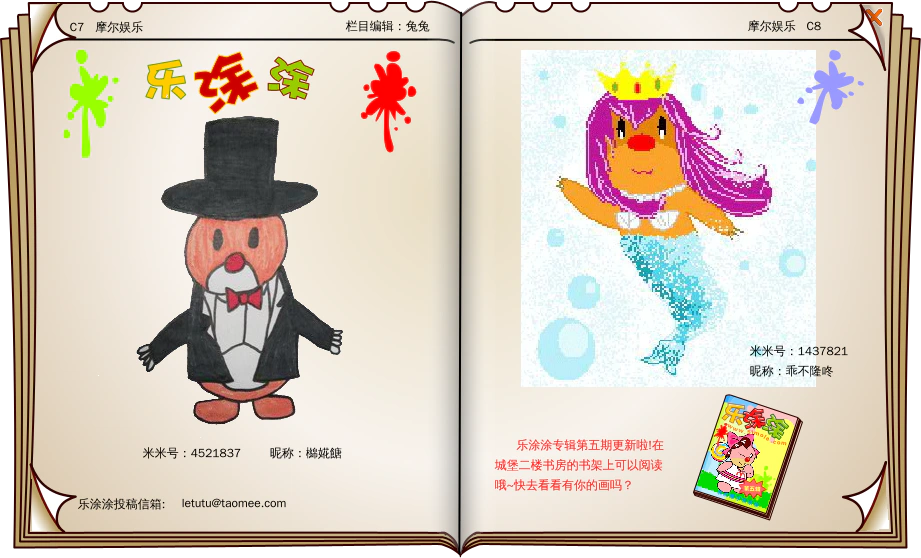 C7 摩尔娱乐
栏目编辑：兔兔
乐涂涂
米米号：4521837 昵称：樆婲餹
乐涂涂投稿信箱: letutu@taomee.com
摩尔娱乐 C8
米米号：1437821
昵称：乖不隆咚
乐涂涂专辑第五期更新啦!在
城堡二楼书房的书架上可以阅读
哦~快去看看有你的画吗？
乐涂涂